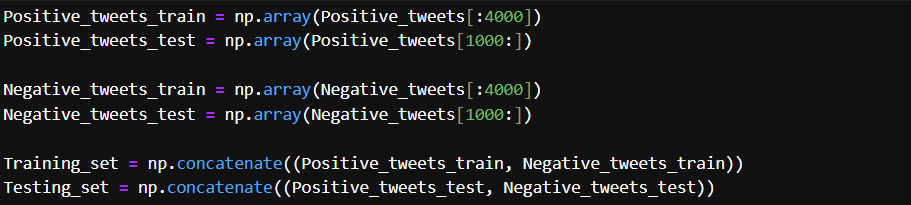 Positive_tweets_train = np.array(Positive_tweets[:4000])
Positive_tweets_test = np.array(Positive_tweets[1000:])
Negative_tweets_train = np.array(Negative_tweets[:4000])
Negative_tweets_test = np.array(Negative_tweets[1000:])
Training_set = np.concatenate((Positive_tweets_train, Negative_tweets_train))
Testing_set = np.concatenate((Positive_tweets_test, Negative_tweets_test))